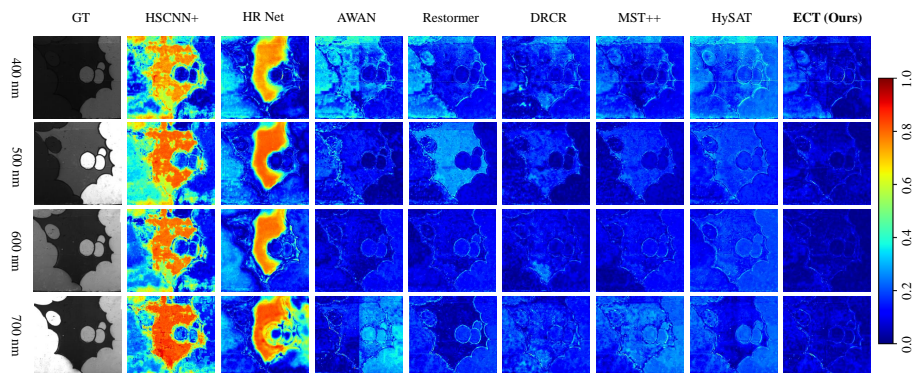 GT HSCNN+ HR Net AWAN Restormer DRCR MST++ HySAT ECT (Ours)
400 nm
500 nm
600 nm
700 nm
1.0
0.8
0.6
0.4
0.2
0.0